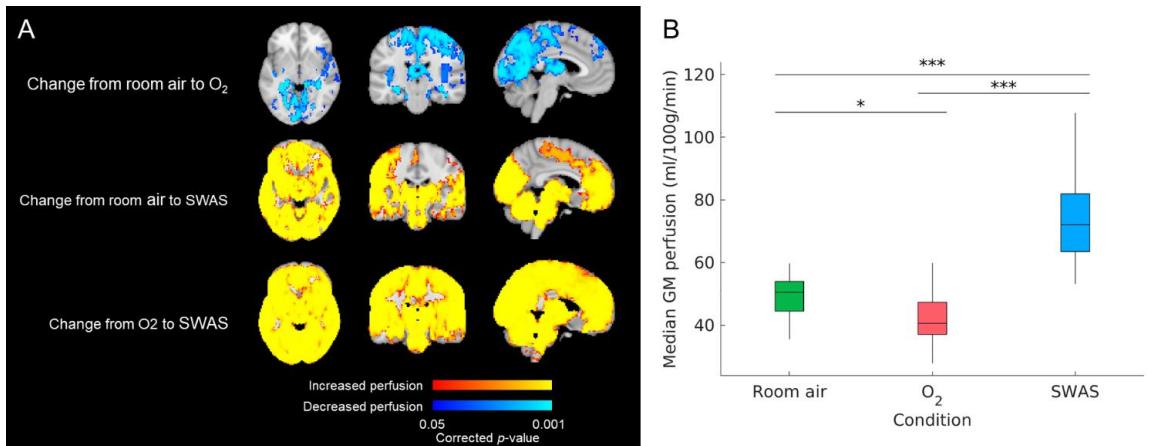 A
Change from room air to O₂
Change from room air to SWAS
Change from O2 to SWAS
Increased perfusion
Decreased perfusion
0.05 0.001
Corrected p-value
B
Median GM perfusion (ml/100g/min)
120
100
80
60
40
***
* ***
Room air O₂ SWAS
Condition